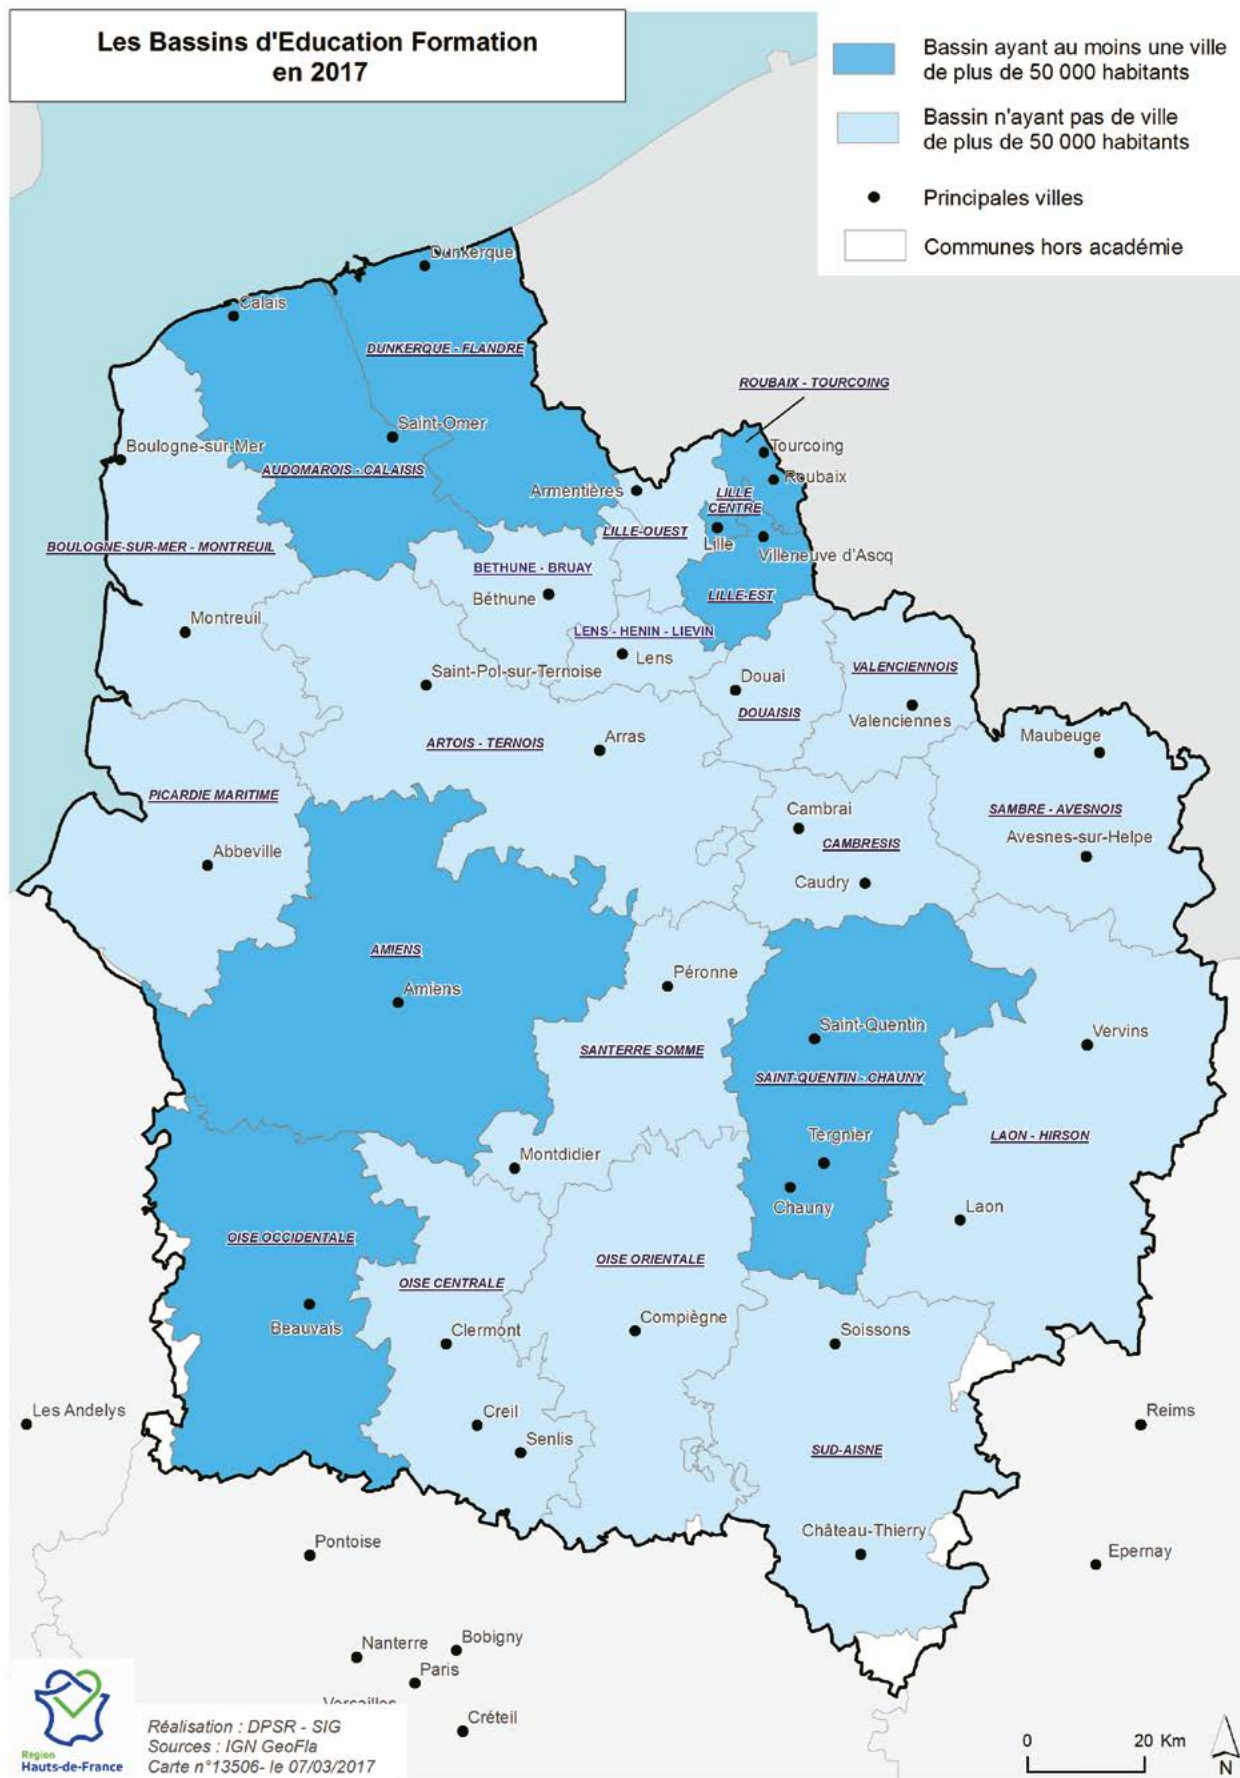 Les Bassins d'Education Formation
en 2017
Bassin ayant au moins une ville
de plus de 50 000 habitants
Bassin n'ayant pas de ville
de plus de 50 000 habitants
Principales villes
Communes hors académie
Dunkerque
Calais
DUNKERQUE - FLANDRE
ROUBAIX - TOURCOING
Saint-Omer
Tourcoing
Boulogne-sur-Mer
AUDOMAROIS - CALAISIS
Roubaix
Armentières
LILLE
CENTRE
LILLE-OUEST
Lille
BOULOGNE-SUR-MER - MONTREUIL
Villeneuve d'Ascq
BETHUNE - BRUAY
Béthune
LILLE-EST
Montreuil
LENS - HENIN - LIEVIN
Lens
VALENCIENNOIS
Saint-Pol-sur-Ternoise
Douai
DOUAISIS
Valenciennes
Arras
Maubeuge
ARTOIS - TERNOIS
PICARDIE MARITIME
Cambrai
SAMBRE - AVESNOIS
Avesnes-sur-Helpe
CAMBRESIS
Abbeville
Caudry
AMIENS
Péronne
Amiens
Saint-Quentin
Vervins
SANTERRE SOMME
SAINT-QUENTIN - CHAUNY
Tergnier
LAON - HIRSON
Montdidier
Chauny
Laon
OISE OCCIDENTALE
OISE ORIENTALE
OISE CENTRALE
Beauvais
Clermont
Compiègne
Soissons
Les Andelys
Creil
Reims
Senlis
SUD-AISNE
Château-Thierry
Pontoise
Epernay
Nanterre
Bobigny
Paris
Versailles
Créteil
Réalisation : DPSR - SIG
Sources : IGN GeoFla
Carte n°13506- le 07/03/2017
Région
Hauts-de-France
0 20 Km
N